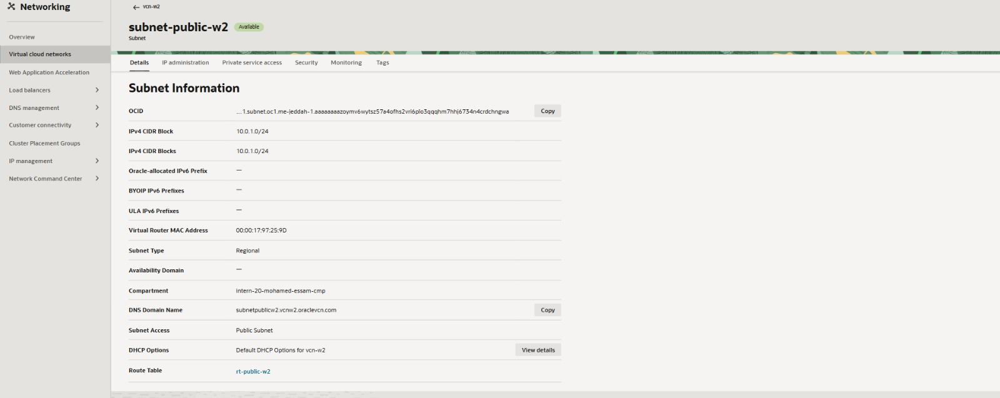 Networking
Overview
Virtual cloud networks
Web Application Acceleration
Load balancers
DNS management
Customer connectivity
Cluster Placement Groups
IP management
Network Command Center
vcn-w2
subnet-public-w2 Available
Subnet
Details IP administration Private service access Security Monitoring Tags
Subnet Information
OCID ...1.subnet.oc1.me-jeddah-1.aaaaaaaazoymv6wytsz57a4ofhs2vri6plo3qqqhm7hhj6734n4crdchngwa Copy
IPv4 CIDR Block 10.0.1.0/24
IPv4 CIDR Blocks 10.0.1.0/24
Oracle-allocated IPv6 Prefix —
BYOIP IPv6 Prefixes —
ULA IPv6 Prefixes —
Virtual Router MAC Address 00:00:17:97:25:9D
Subnet Type Regional
Availability Domain —
Compartment intern-20-mohamed-essam-cmp
DNS Domain Name subnetpublicw2.vcnw2.oraclevcn.com Copy
Subnet Access Public Subnet
DHCP Options Default DHCP Options for vcn-w2 View details
Route Table rt-public-w2